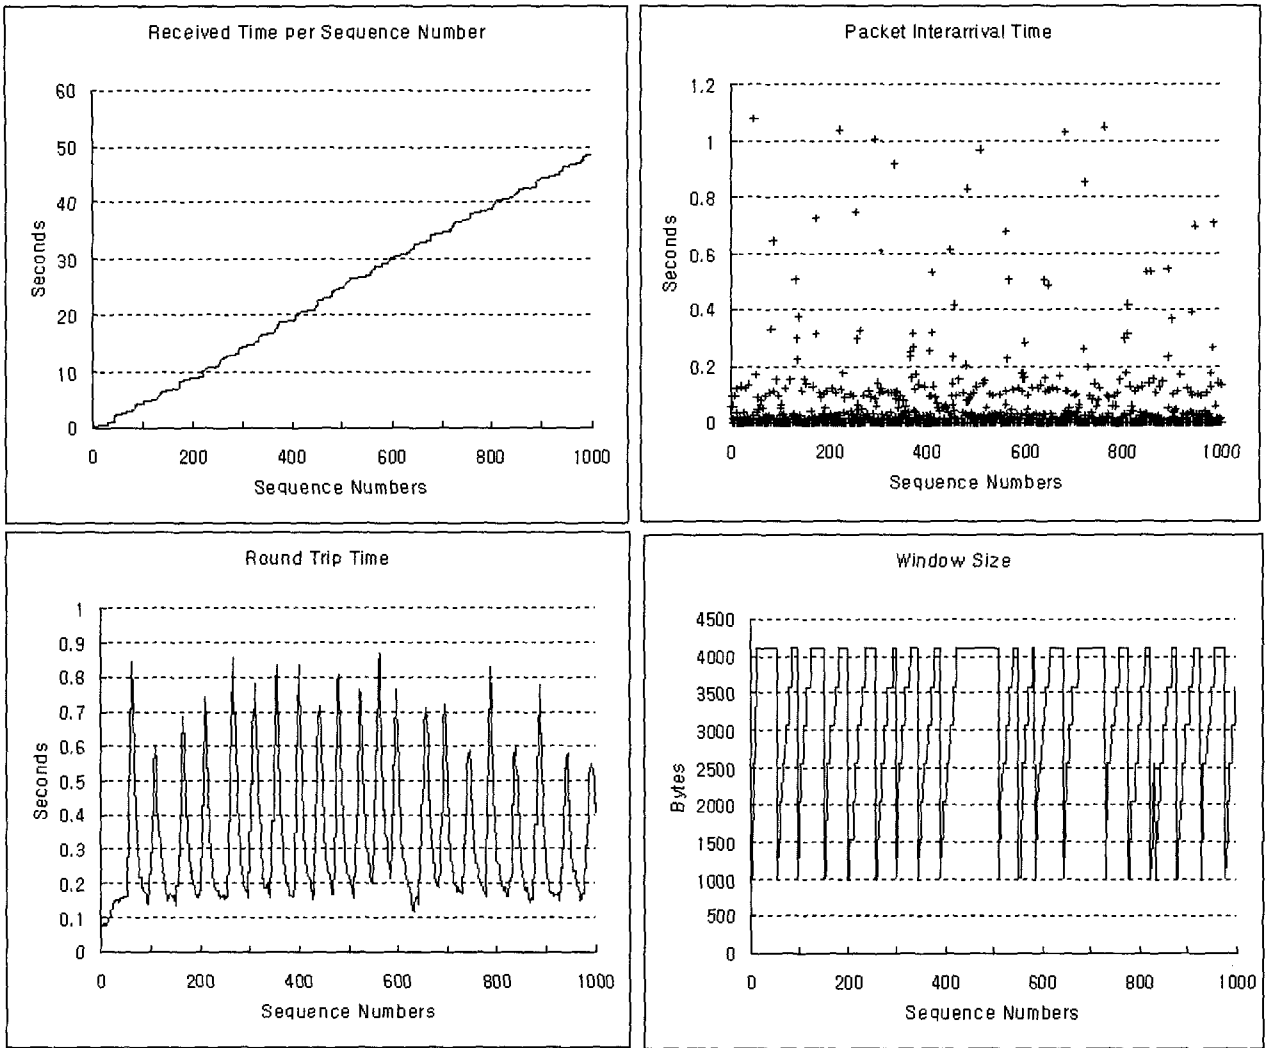 Received Time per Sequence Number
60
50
40
30
20
10
0
Seconds
0 200 400 600 800 1000
Sequence Numbers
Packet Interarrival Time
1.2
1
0.8
0.6
0.4
0.2
0
Seconds
0 200 400 600 800 1000
Sequence Numbers
Round Trip Time
1
0.9
0.8
0.7
0.6
0.5
0.4
0.3
0.2
0.1
0
Seconds
0 200 400 600 800 1000
Sequence Numbers
Window Size
4500
4000
3500
3000
2500
2000
1500
1000
500
0
Bytes
0 200 400 600 800 1000
Sequence Numbers